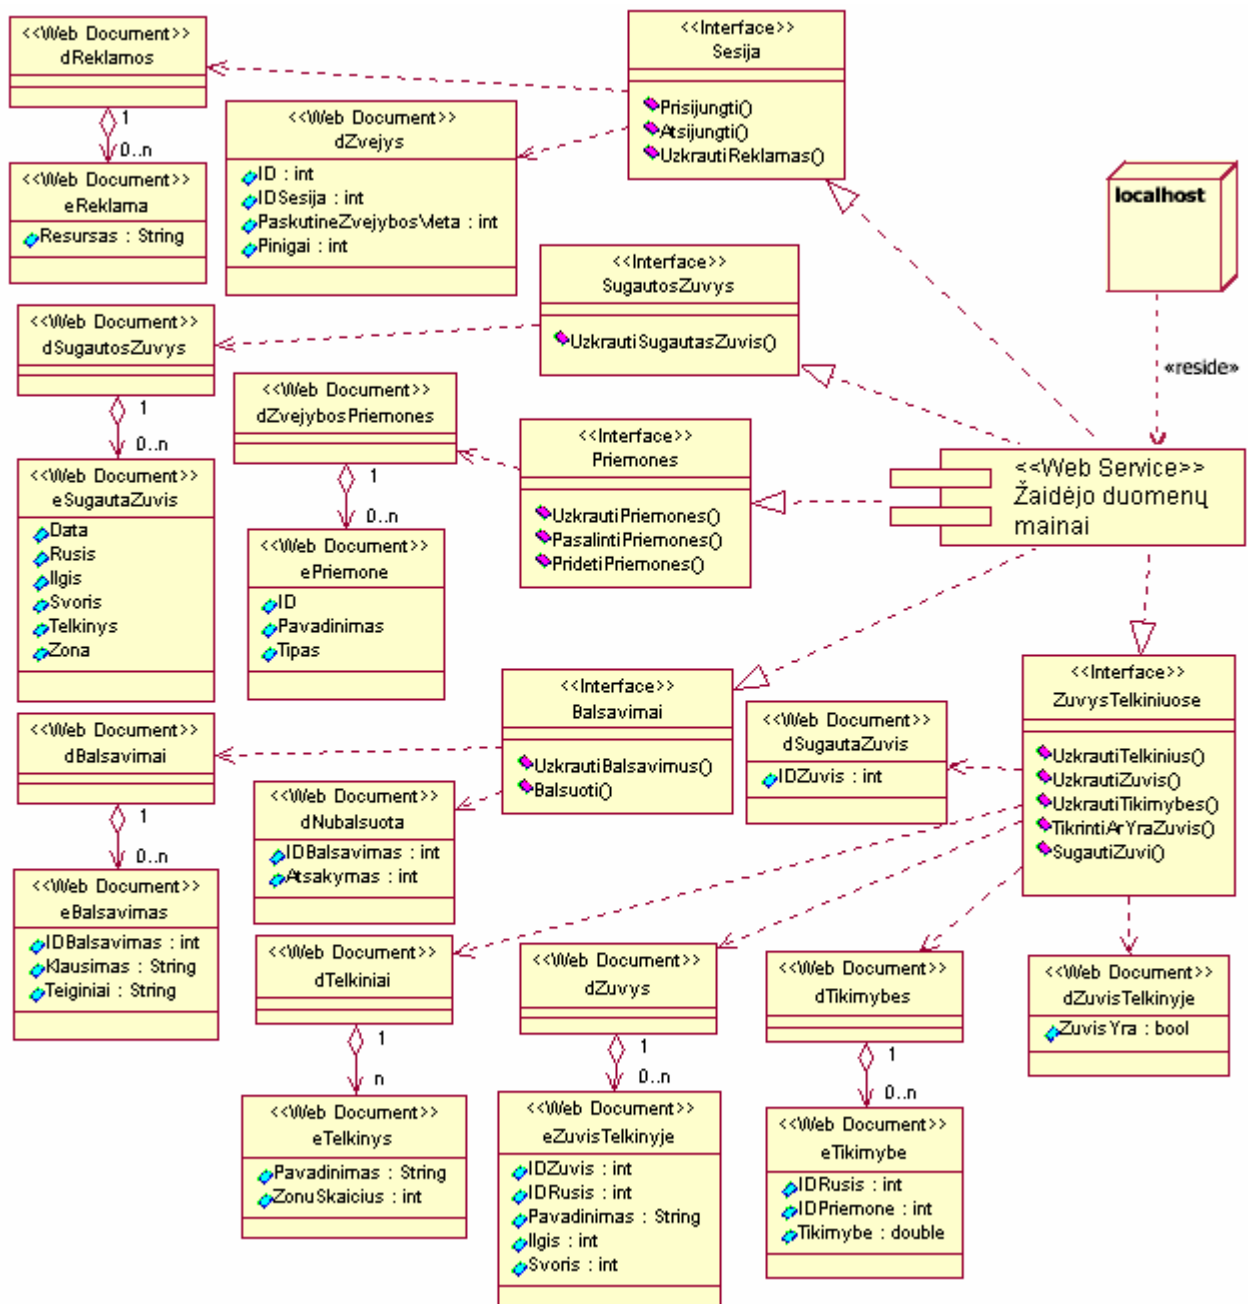 <<Web Document>>
dReklamos
1
0..n
<<Web Document>>
eReklama
Resursas : String
<<Web Document>>
dZvejys
ID : int
IDSesija : int
PaskutineZvejybosVieta : int
Pinigai : int
<<Interface>>
Sesija
Prisijungti()
Atsijungti()
UzkrautiReklamas()
localhost
«reside»
<<Interface>>
SugautosZuvys
UzkrautiSugautasZuvis()
<<Web Document>>
dSugautosZuvys
1
0..n
<<Web Document>>
eSugautaZuvis
Data
Rusis
Ilgis
Svoris
Telkinys
Zona
<<Web Document>>
dZvejybosPriemones
1
0..n
<<Web Document>>
ePriemone
ID
Pavadinimas
Tipas
<<Interface>>
Priemones
UzkrautiPriemones()
PasalintiPriemones()
PridetiPriemones()
<<Web Service>>
Žaidėjo duomenų
mainai
<<Web Document>>
dBalsavimai
1
0..n
<<Web Document>>
eBalsavimas
IDBalsavimas : int
Klausimas : String
Teiginiai : String
<<Interface>>
Balsavimai
UzkrautiBalsavimus()
Balsuoti()
<<Web Document>>
dNubalsuota
IDBalsavimas : int
Atsakymas : int
<<Web Document>>
dSugautaZuvis
IDZuvis : int
<<Interface>>
ZuvysTelkiniuose
UzkrautiTelkinius()
UzkrautiZuvis()
UzkrautiTikimybes()
TikrintiArYraZuvis()
SugautiZuvi()
<<Web Document>>
dTelkiniai
1
n
<<Web Document>>
eTelkinys
Pavadinimas : String
ZonuSkaicius : int
<<Web Document>>
dZuvys
1
0..n
<<Web Document>>
eZuvisTelkinyje
IDZuvis : int
IDRusis : int
Pavadinimas : String
Ilgis : int
Svoris : int
<<Web Document>>
dTikimybes
1
0..n
<<Web Document>>
eTikimybe
IDRusis : int
IDPriemone : int
Tikimybe : double
<<Web Document>>
dZuvisTelkinyje
ZuvisYra : bool